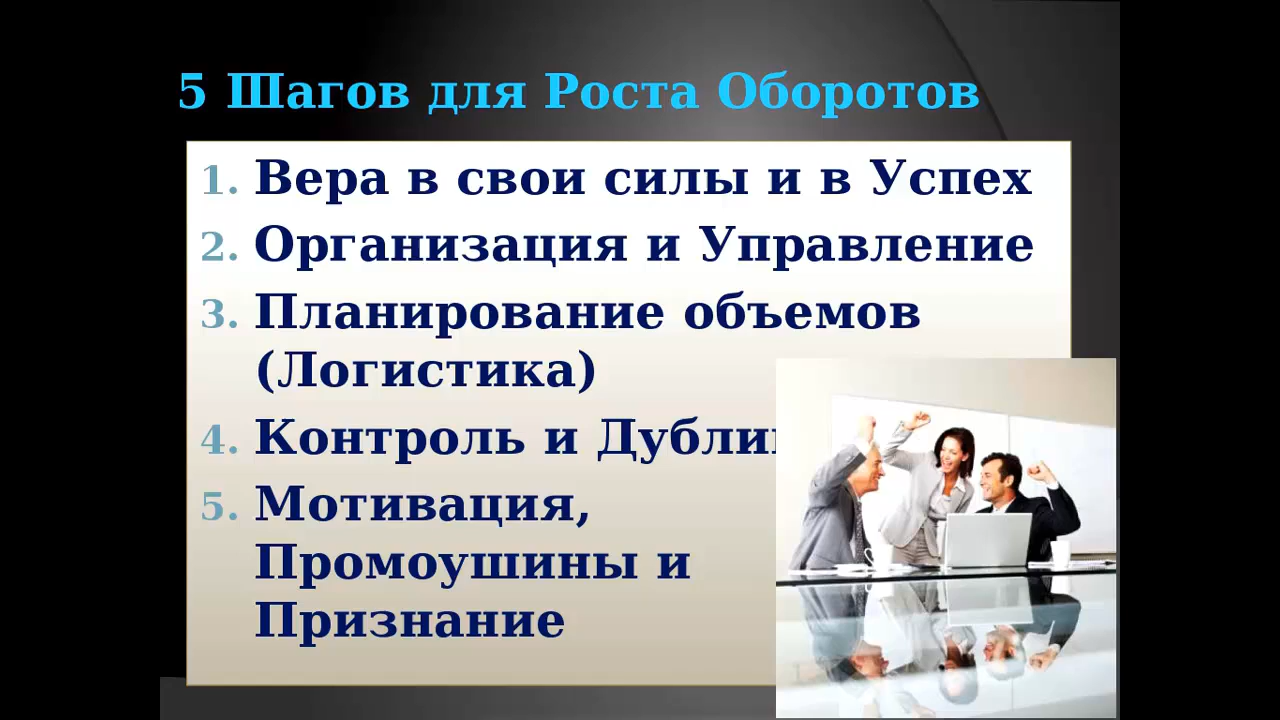 5 Шагов для Роста Оборотов
1. Вера в свои силы и в Успех
2. Организация и Управление
3. Планирование объемов
(Логистика)
4. Контроль и
5. Мотивация,
Промоушины и
Признание